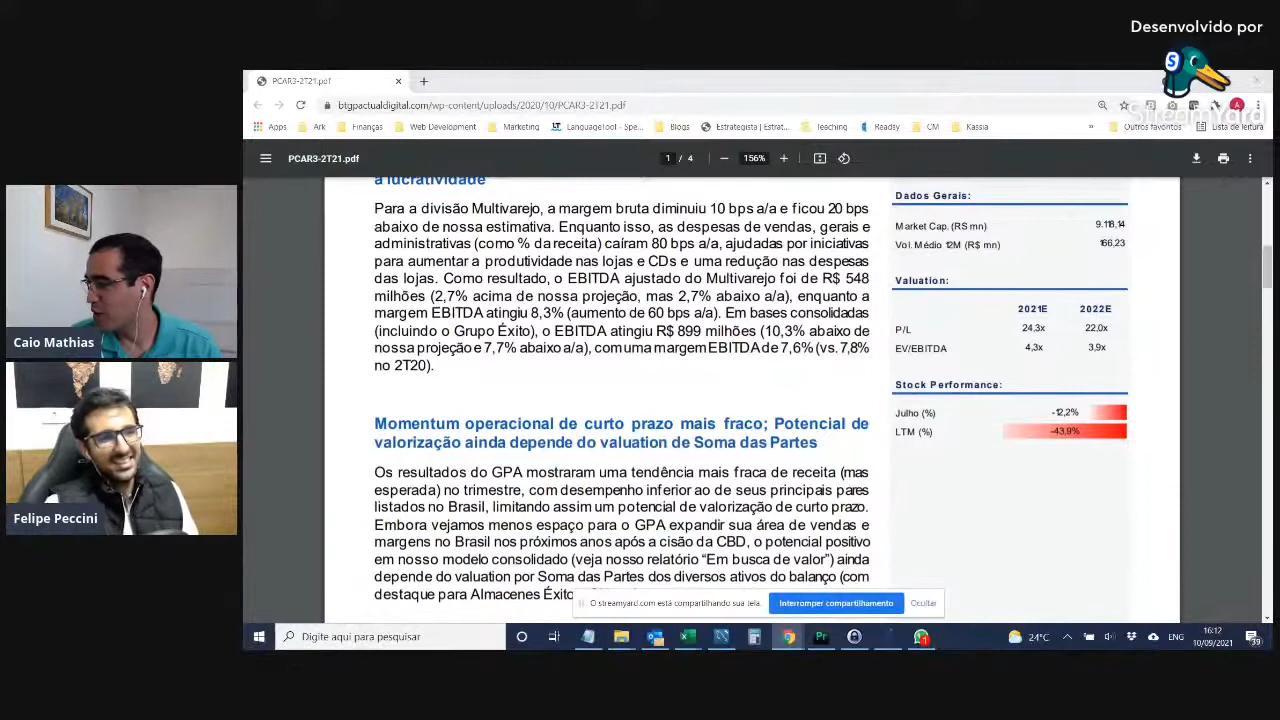 Desenvolvido por
S
StreamYard
PCAR3-2T21.pdf
btgpactualdigital.com/wp-content/uploads/2020/10/PCAR3-2T21.pdf
Apps Ark Finanças Web Development Marketing LanguageTool - Spe... Blogs Estrategista | Estrat... Teaching Readsy CM Kassia » Outros favoritos Lista de leitura
PCAR3-2T21.pdf 1 / 4 156%
a lucratividade
Para a divisão Multivarejo, a margem bruta diminuiu 10 bps a/a e ficou 20 bps
abaixo de nossa estimativa. Enquanto isso, as despesas de vendas, gerais e
administrativas (como % da receita) caíram 80 bps a/a, ajudadas por iniciativas
para aumentar a produtividade nas lojas e CDs e uma redução nas despesas
das lojas. Como resultado, o EBITDA ajustado do Multivarejo foi de R$ 548
milhões (2,7% acima de nossa projeção, mas 2,7% abaixo a/a), enquanto a
margem EBITDA atingiu 8,3% (aumento de 60 bps a/a). Em bases consolidadas
(incluindo o Grupo Éxito), o EBITDA atingiu R$ 899 milhões (10,3% abaixo de
nossa projeção e 7,7% abaixo a/a), com uma margem EBITDA de 7,6% (vs. 7,8%
no 2T20).
Momentum operacional de curto prazo mais fraco; Potencial de
valorização ainda depende do valuation de Soma das Partes
Os resultados do GPA mostraram uma tendência mais fraca de receita (mas
esperada) no trimestre, com desempenho inferior ao de seus principais pares
listados no Brasil, limitando assim um potencial de valorização de curto prazo.
Embora vejamos menos espaço para o GPA expandir sua área de vendas e
margens no Brasil nos próximos anos após a cisão da CBD, o potencial positivo
em nosso modelo consolidado (veja nosso relatório “Em busca de valor”) ainda
depende do valuation por Soma das Partes dos diversos ativos do balanço (com
destaque para Almacenes Éxito
Dados Gerais:
Market Cap. (R$ mn) 9.118,14
Vol. Médio 12M (R$ mn) 166,23
Valuation:
2021E 2022E
P/L 24,3x 22,0x
EV/EBITDA 4,3x 3,9x
Stock Performance:
Julho (%) -12,2%
LTM (%) -43,9%
Caio Mathias
Felipe Peccini
O streamyard.com está compartilhando sua tela. Interromper compartilhamento Ocultar
Digite aqui para pesquisar 24°C ENG 16:12
10/09/2021